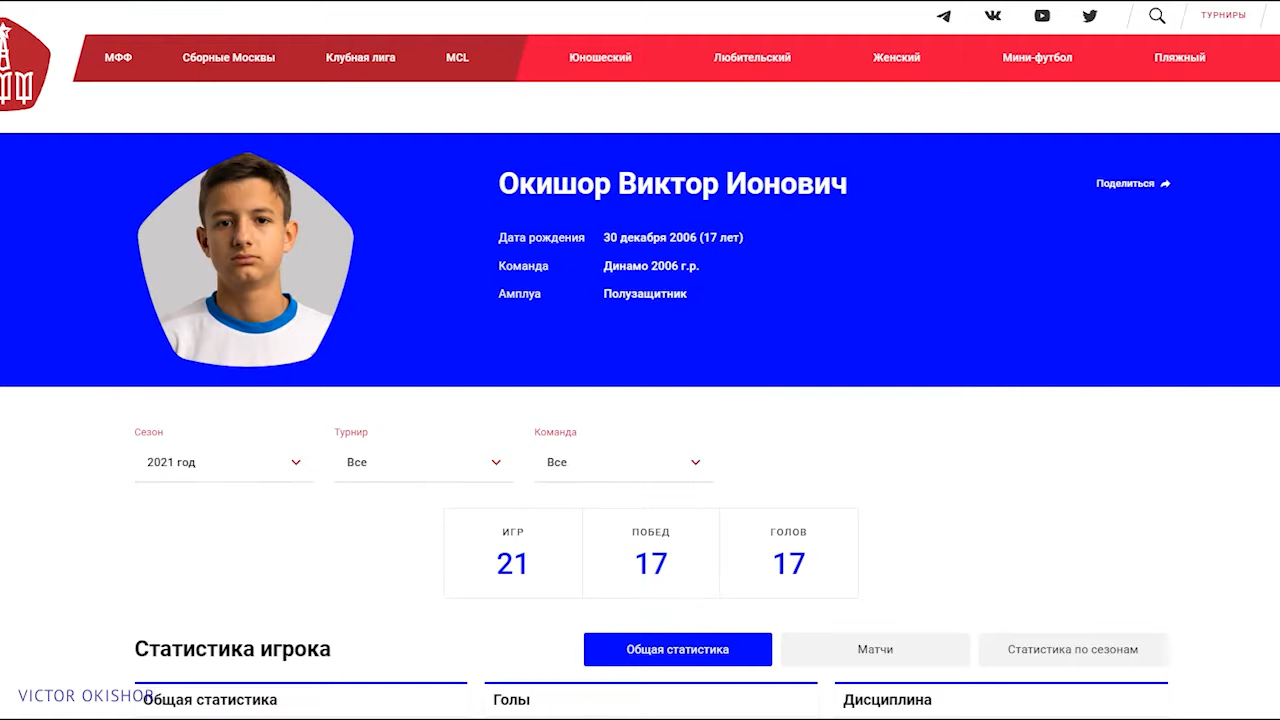 ТУРНИРЫ
МФФ Сборные Москвы Клубная лига MCL Юношеский Любительский Женский Мини-футбол Пляжный
Окишор Виктор Ионович
Поделиться
Дата рождения 30 декабря 2006 (17 лет)
Команда Динамо 2006 г.р.
Амплуа Полузащитник
Сезон Турнир Команда
2021 год Все Все
ИГР ПОБЕД ГОЛОВ
21 17 17
Статистика игрока Общая статистика Матчи Статистика по сезонам
VICTOR OKISHOR
Общая статистика Голы Дисциплина